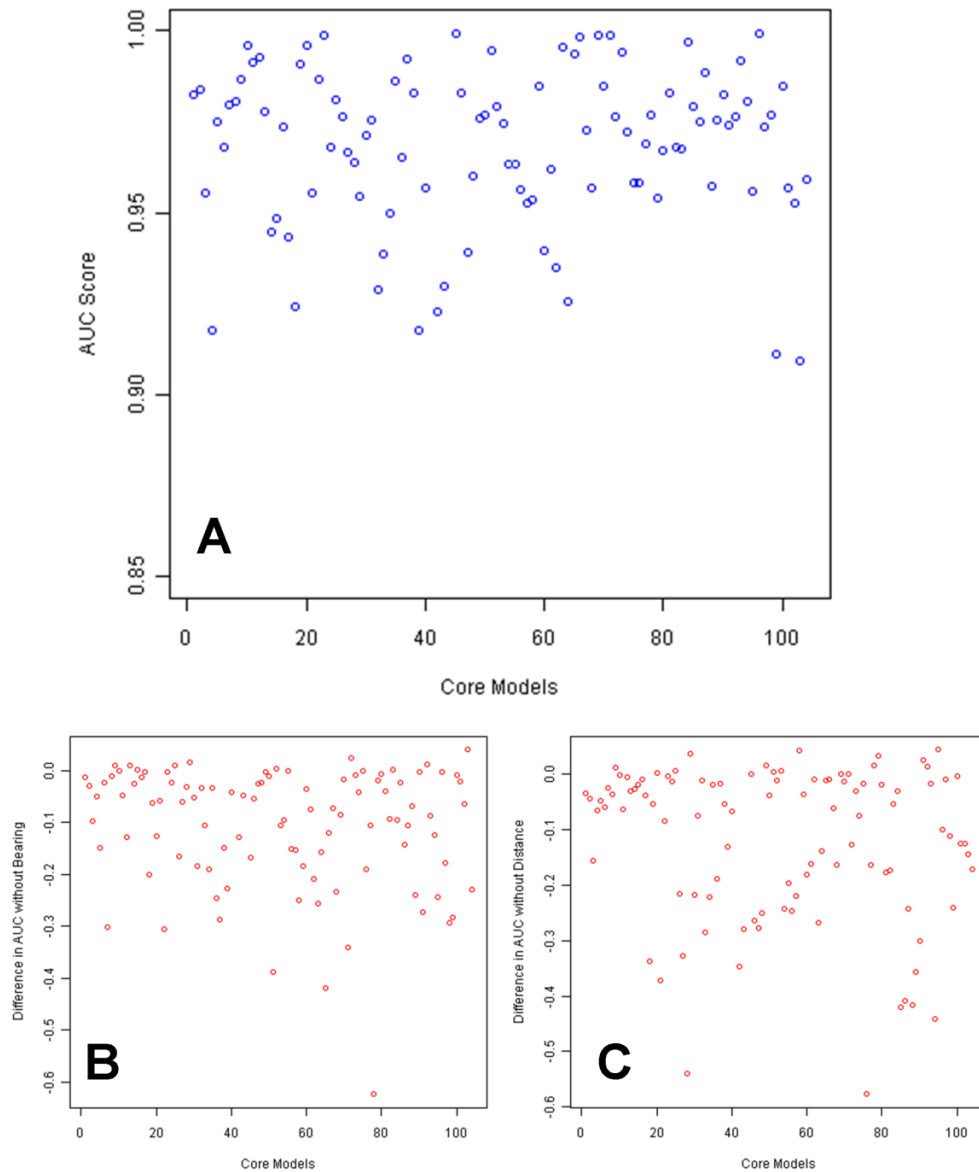 1.00
0.95
0.90
0.85
AUC Score
A
0 20 40 60 80 100
Core Models
0.0
-0.1
-0.2
-0.3
-0.4
-0.5
-0.6
Difference in AUC without Bearing
B
0 20 40 60 80 100
Core Models
0.0
-0.1
-0.2
-0.3
-0.4
-0.5
-0.6
Difference in AUC without Distance
C
0 20 40 60 80 100
Core Models